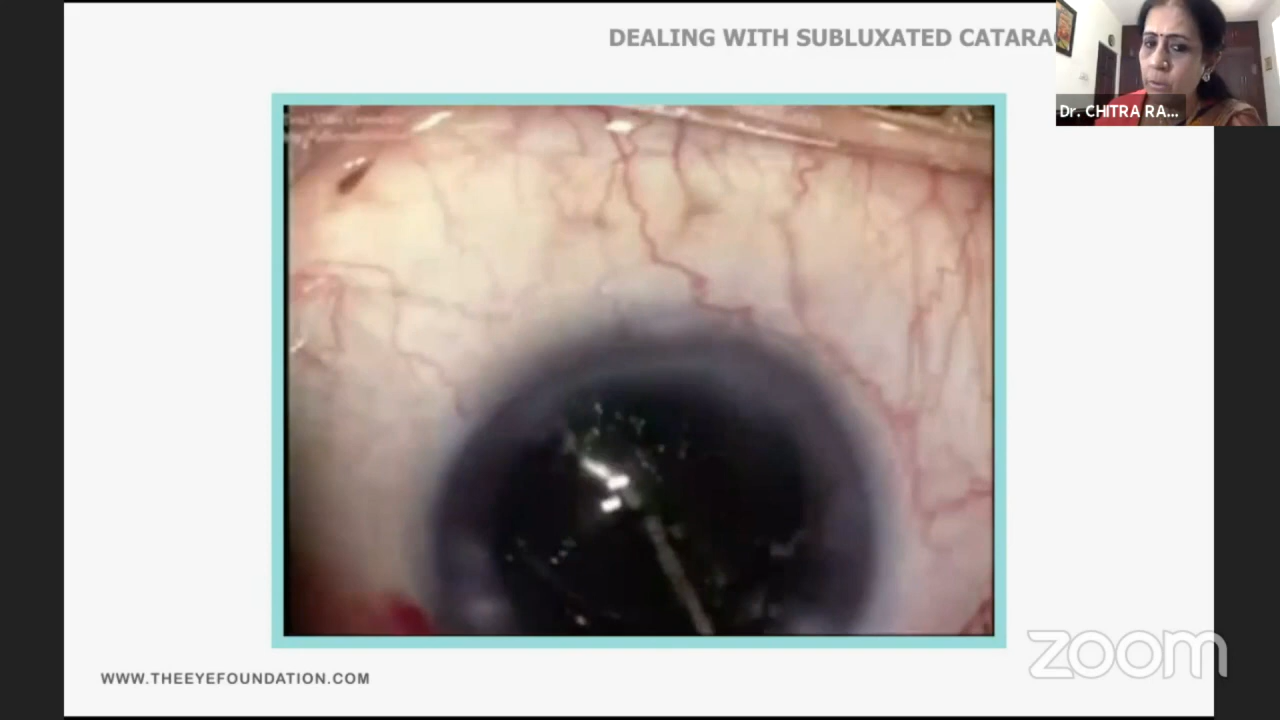 DEALING WITH SUBLUXATED CATARA
Dr. CHITRA RA...
WWW.THEEYEFOUNDATION.COM
zoom